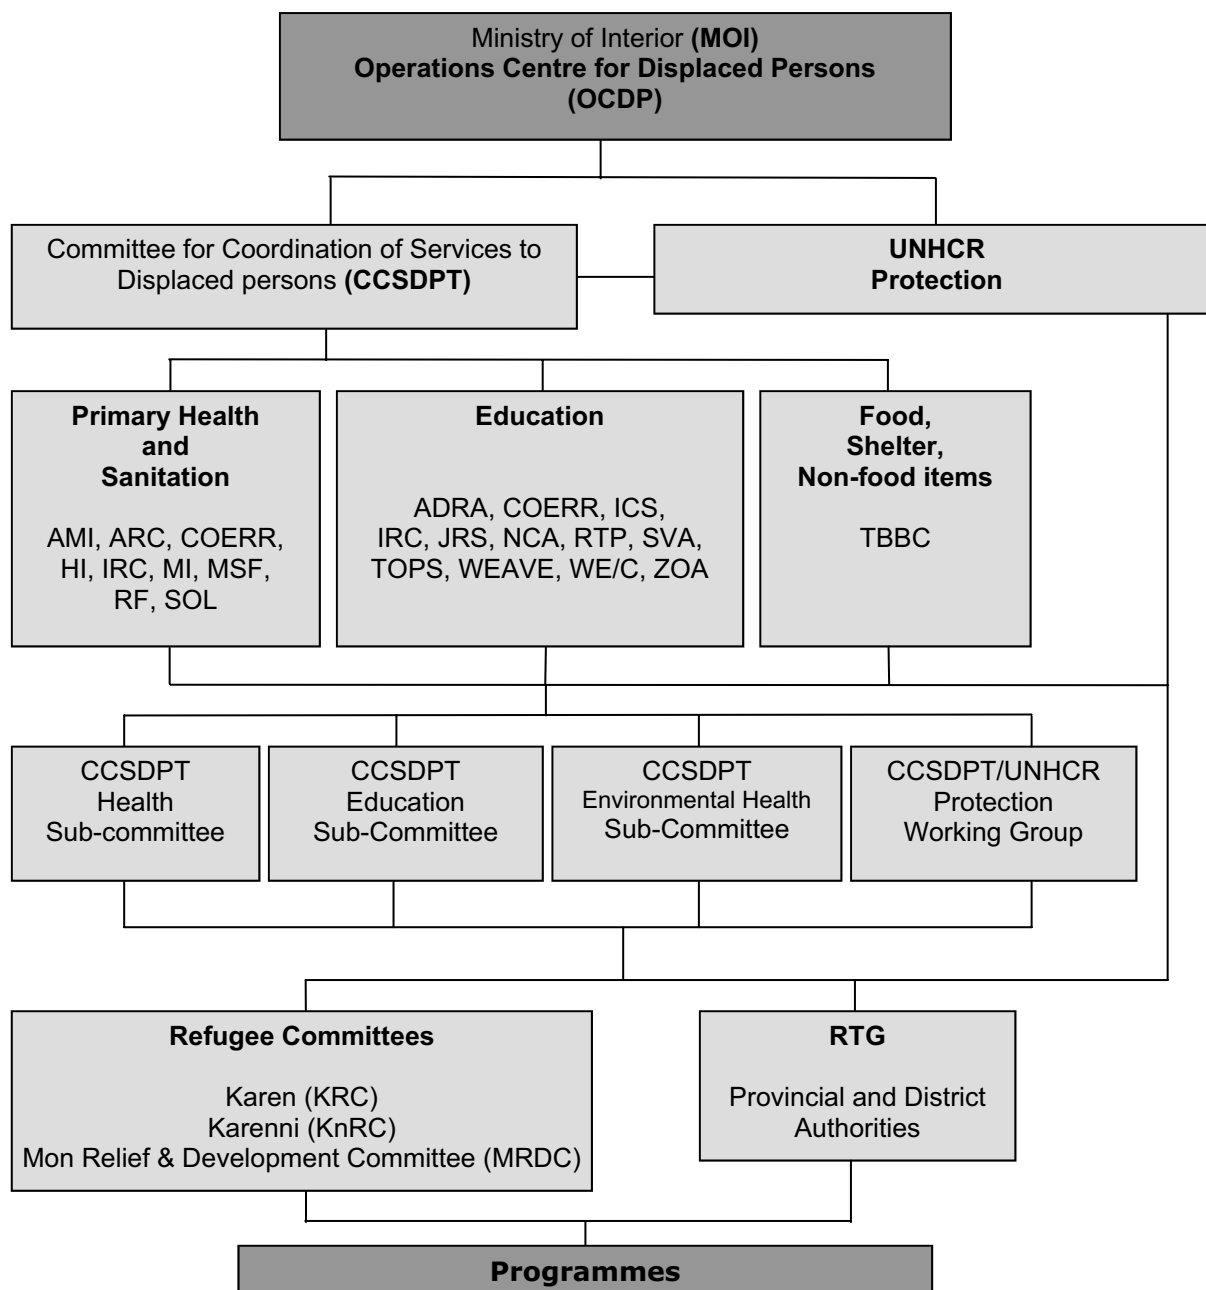 Ministry of Interior (MOI)
Operations Centre for Displaced Persons
(OCDP)
Committee for Coordination of Services to
Displaced persons (CCSDPT)
UNHCR
Protection
Primary Health
and
Sanitation
AMI, ARC, COERR,
HI, IRC, MI, MSF,
RF, SOL
Education
ADRA, COERR, ICS,
IRC, JRS, NCA, RTP, SVA,
TOPS, WEAVE, WE/C, ZOA
Food,
Shelter,
Non-food items
TBBC
CCSDPT
Health
Sub-committee
CCSDPT
Education
Sub-Committee
CCSDPT
Environmental Health
Sub-Committee
CCSDPT/UNHCR
Protection
Working Group
Refugee Committees
Karen (KRC)
Karenni (KnRC)
Mon Relief & Development Committee (MRDC)
RTG
Provincial and District
Authorities
Programmes